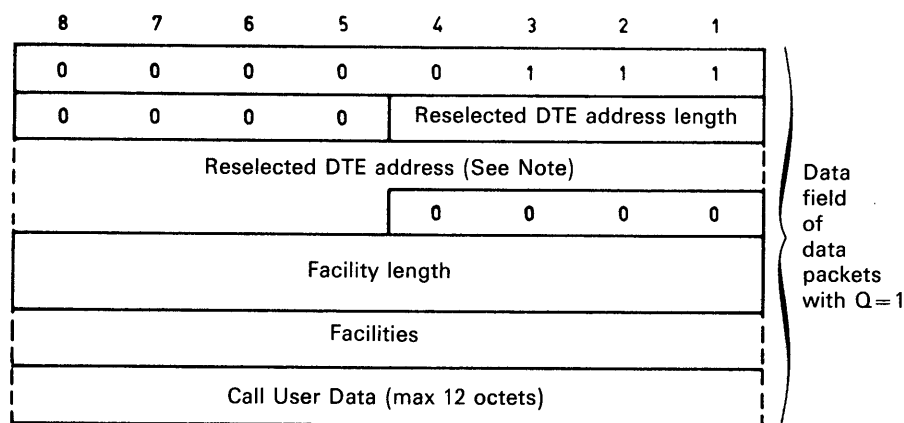 8 7 6 5 4 3 2 1
0 0 0 0 0 1 1 1
0 0 0 0 Reselected DTE address length
Reselected DTE address (See Note)
0 0 0 0
Facility length
Facilities
Call User Data (max 12 octets)
Data
field
of
data
packets
with Q=1